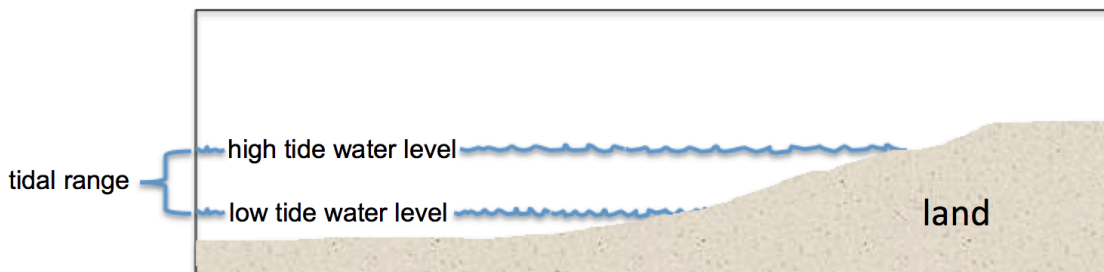 high tide water level
tidal range
low tide water level
land